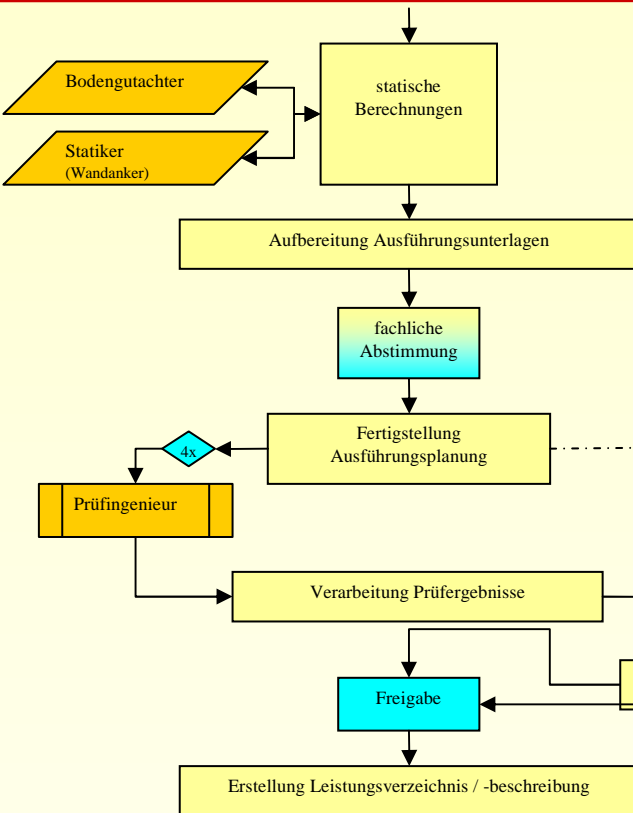 Bodengutachter
statische
Berechnungen
Statiker
(Wandanker)
Aufbereitung Ausführungsunterlagen
fachliche
Abstimmung
Fertigstellung
Ausführungsplanung
4x
Prüfingenieur
Verarbeitung Prüfergebnisse
Freigabe
Erstellung Leistungsverzeichnis / -beschreibung